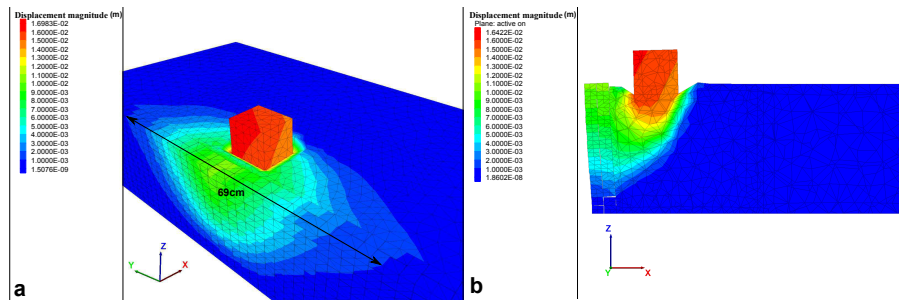 Displacement magnitude (m)
1.6983E-02
1.6000E-02
1.5000E-02
1.4000E-02
1.3000E-02
1.2000E-02
1.1000E-02
1.0000E-02
9.0000E-03
8.0000E-03
7.0000E-03
6.0000E-03
5.0000E-03
4.0000E-03
3.0000E-03
2.0000E-03
1.0000E-03
1.5076E-09
69cm
Z
Y
X
a
Displacement magnitude (m)
Plane: active on
1.6422E-02
1.6000E-02
1.5000E-02
1.4000E-02
1.3000E-02
1.2000E-02
1.1000E-02
1.0000E-02
9.0000E-03
8.0000E-03
7.0000E-03
6.0000E-03
5.0000E-03
4.0000E-03
3.0000E-03
2.0000E-03
1.0000E-03
1.8602E-08
Z
Y
X
b